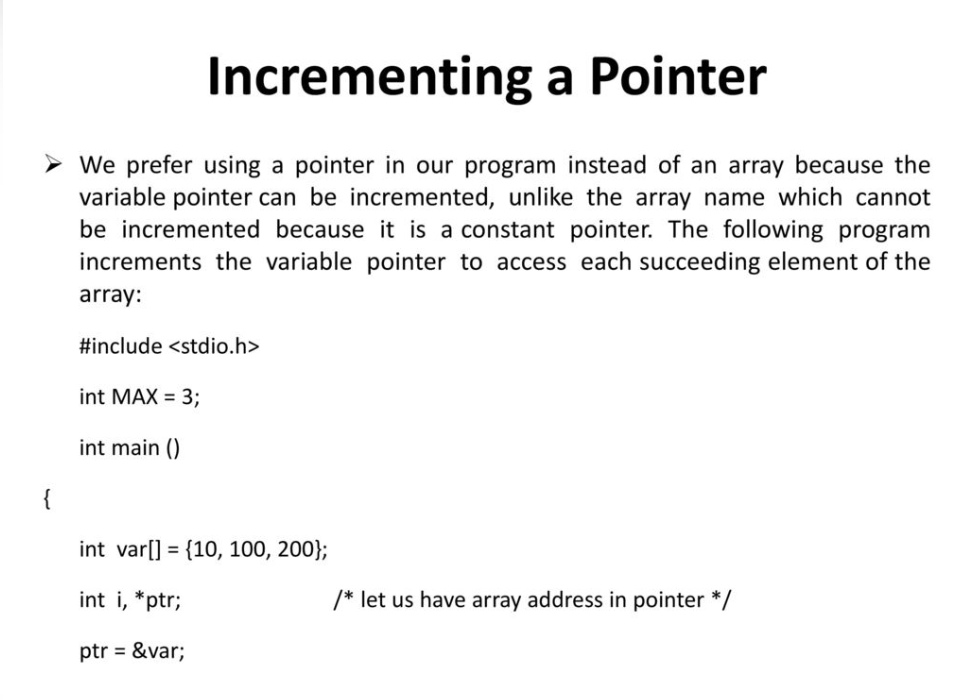 Incrementing a Pointer
➢ We prefer using a pointer in our program instead of an array because the
variable pointer can be incremented, unlike the array name which cannot
be incremented because it is a constant pointer. The following program
increments the variable pointer to access each succeeding element of the
array:
#include <stdio.h>
int MAX = 3;
int main ()
{
int var[] = {10, 100, 200};
int i, *ptr; /* let us have array address in pointer */
ptr = &var;